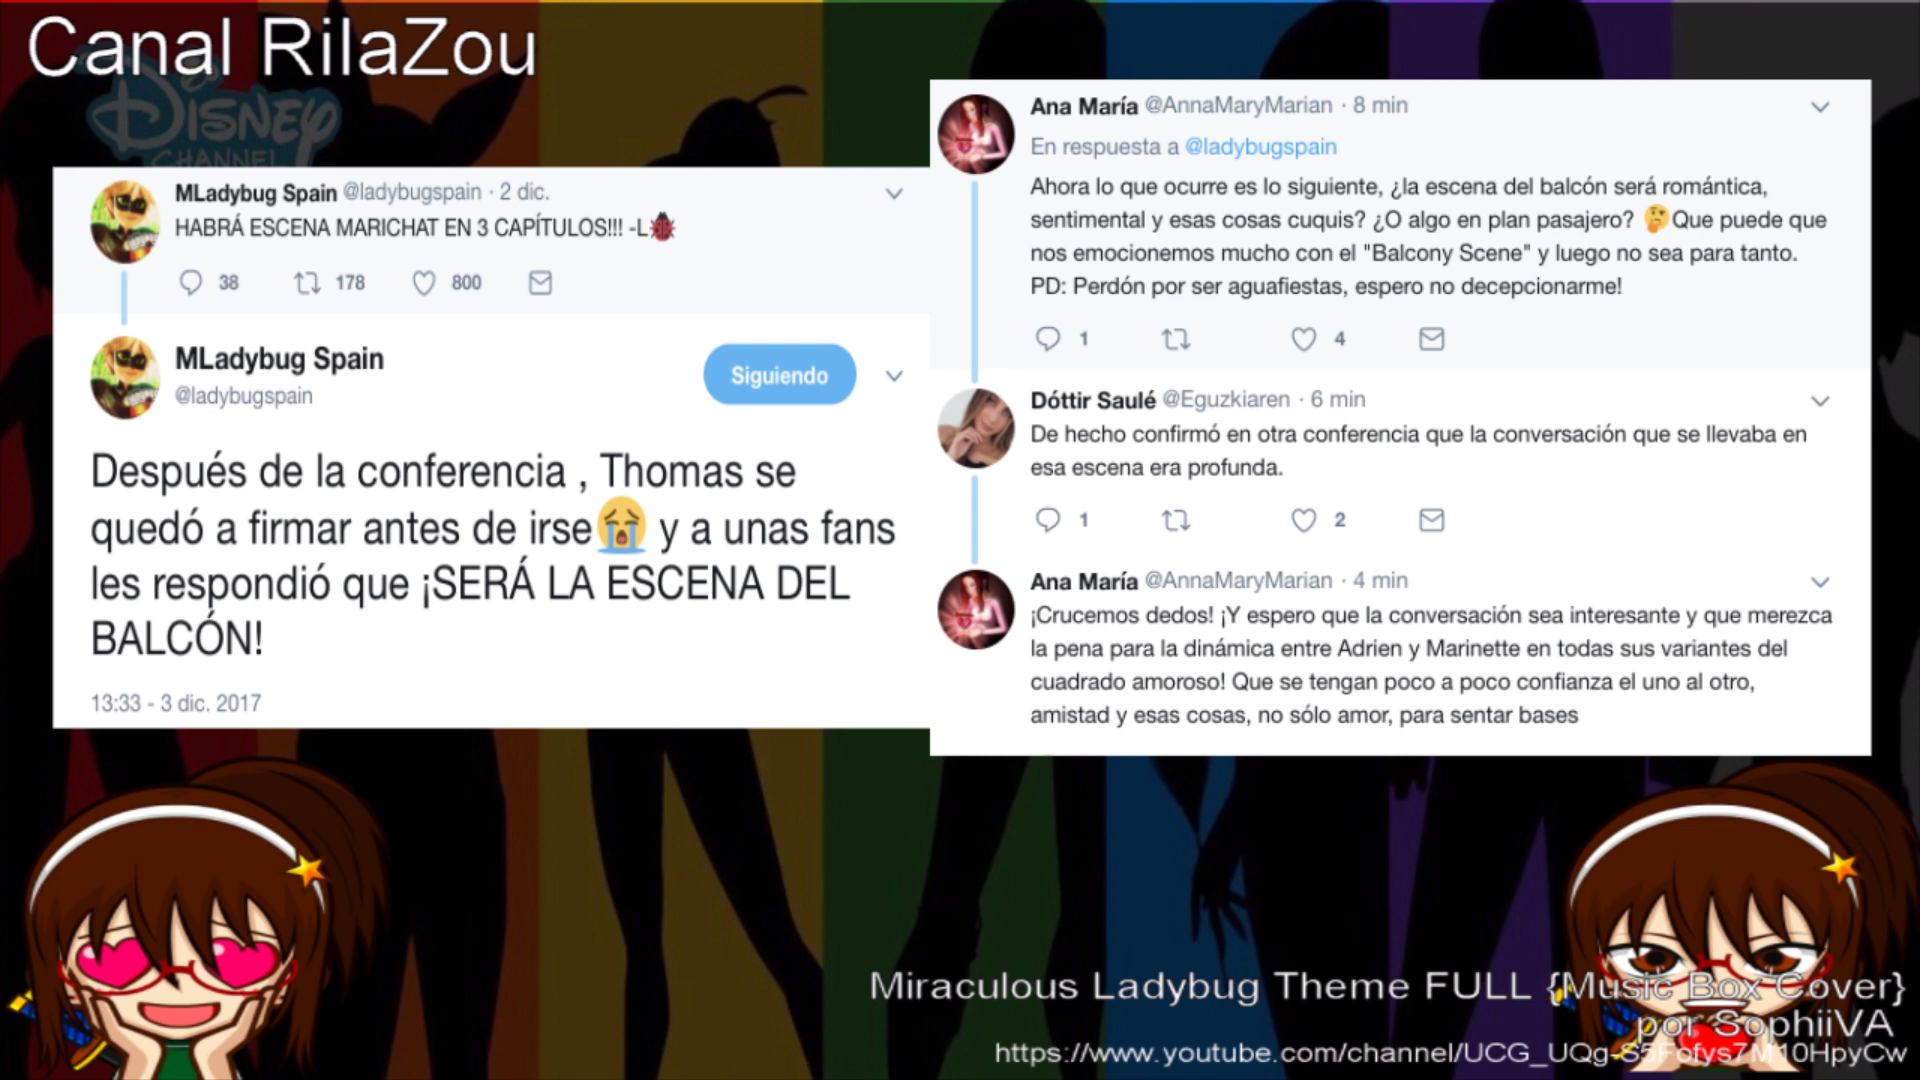 Canal RilaZou
Disney
CHANNEL
MLadybug Spain @ladybugspain · 2 dic.
HABRÁ ESCENA MARICHAT EN 3 CAPÍTULOS!!! -L🐞
38 178 800
MLadybug Spain
@ladybugspain
Siguiendo
Después de la conferencia , Thomas se
quedó a firmar antes de irse😭 y a unas fans
les respondió que ¡SERÁ LA ESCENA DEL
BALCÓN!
13:33 - 3 dic. 2017
Ana María @AnnaMaryMarian · 8 min
En respuesta a @ladybugspain
Ahora lo que ocurre es lo siguiente, ¿la escena del balcón será romántica,
sentimental y esas cosas cuquis? ¿O algo en plan pasajero? 🤔Que puede que
nos emocionemos mucho con el "Balcony Scene" y luego no sea para tanto.
PD: Perdón por ser aguafiestas, espero no decepcionarme!
1 4
Dóttir Saulé @Eguzkiaren · 6 min
De hecho confirmó en otra conferencia que la conversación que se llevaba en
esa escena era profunda.
1 2
Ana María @AnnaMaryMarian · 4 min
¡Crucemos dedos! ¡Y espero que la conversación sea interesante y que merezca
la pena para la dinámica entre Adrien y Marinette en todas sus variantes del
cuadrado amoroso! Que se tengan poco a poco confianza el uno al otro,
amistad y esas cosas, no sólo amor, para sentar bases
Miraculous Ladybug Theme FULL {Music Box Cover}
por SophiiVA
https://www.youtube.com/channel/UCG_UQg-S5Fofys7M10HpyCw